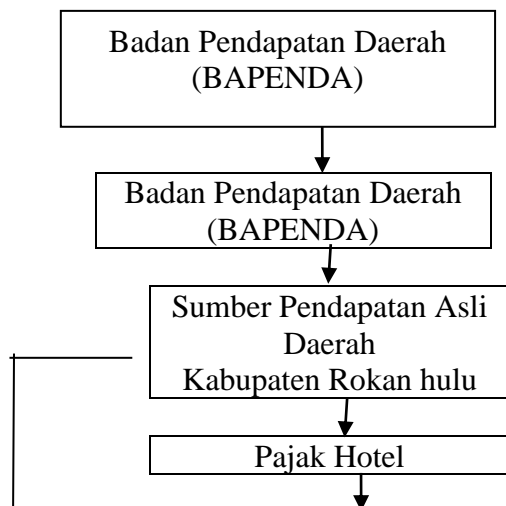 Badan Pendapatan Daerah
(BAPENDA)
Badan Pendapatan Daerah
(BAPENDA)
Sumber Pendapatan Asli
Daerah
Kabupaten Rokan hulu
Pajak Hotel